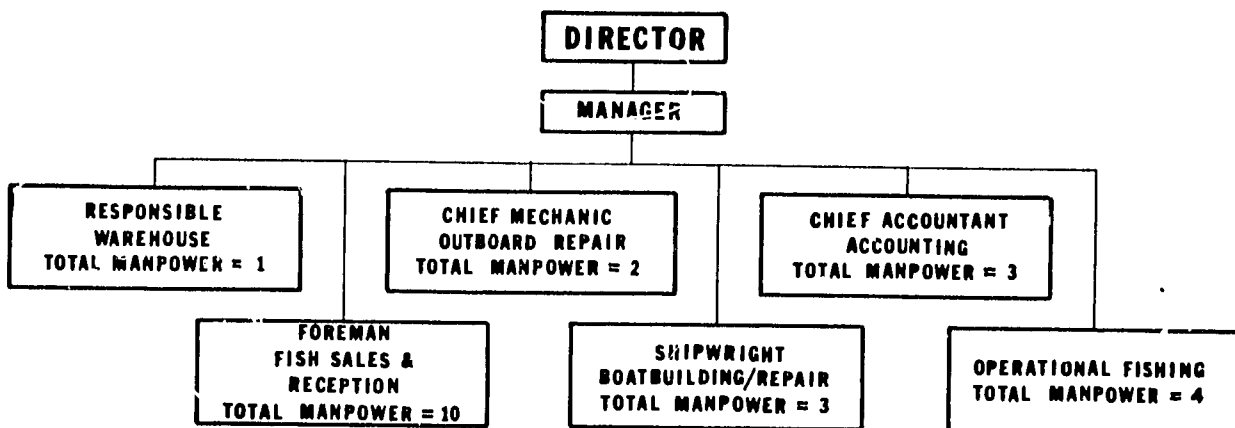 DIRECTOR
MANAGER
RESPONSIBLE
WAREHOUSE
TOTAL MANPOWER = 1
CHIEF MECHANIC
OUTBOARD REPAIR
TOTAL MANPOWER = 2
CHIEF ACCOUNTANT
ACCOUNTING
TOTAL MANPOWER = 3
FOREMAN
FISH SALES &
RECEPTION
TOTAL MANPOWER = 10
SHIPWRIGHT
BOATBUILDING/REPAIR
TOTAL MANPOWER = 3
OPERATIONAL FISHING
TOTAL MANPOWER = 4